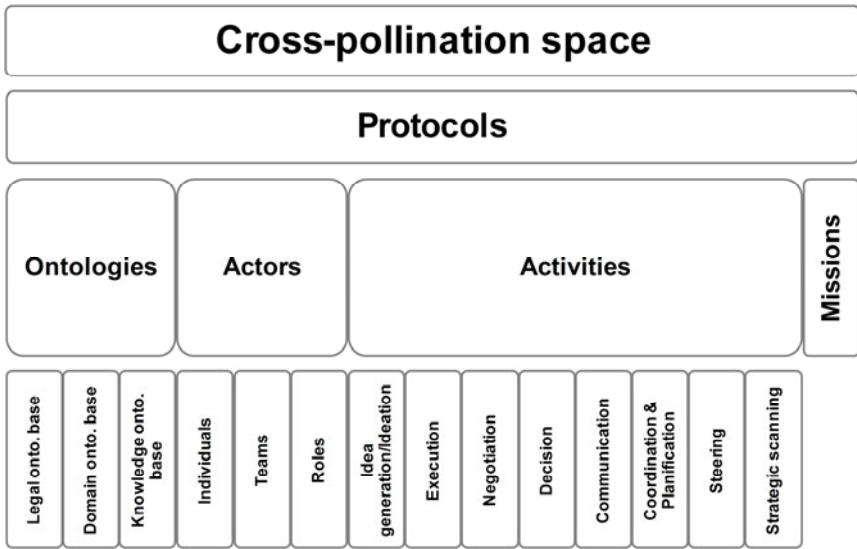 Cross-pollination space
Protocols
Ontologies
Actors
Activities
Missions
Legal onto. base
Domain onto. base
Knowledge onto.
base
Individuals
Teams
Roles
Idea
generation/Ideation
Execution
Negotiation
Decision
Communication
Coordination &
Planification
Steering
Strategic scanning